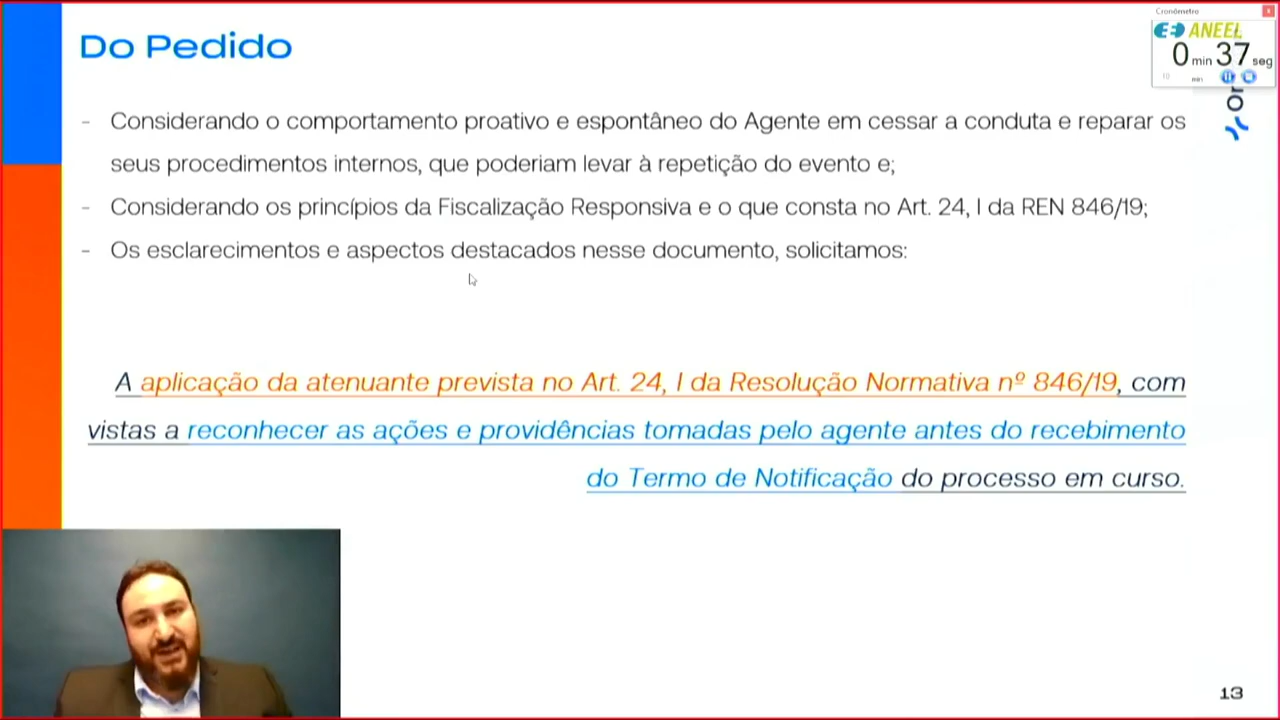 Cronômetro
Do Pedido
ANEEL
0 min 37 seg
10 min
- Considerando o comportamento proativo e espontâneo do Agente em cessar a conduta e reparar os
seus procedimentos internos, que poderiam levar à repetição do evento e;
- Considerando os princípios da Fiscalização Responsiva e o que consta no Art. 24, I da REN 846/19;
- Os esclarecimentos e aspectos destacados nesse documento, solicitamos:
A aplicação da atenuante prevista no Art. 24, I da Resolução Normativa nº 846/19, com
vistas a reconhecer as ações e providências tomadas pelo agente antes do recebimento
do Termo de Notificação do processo em curso.
13